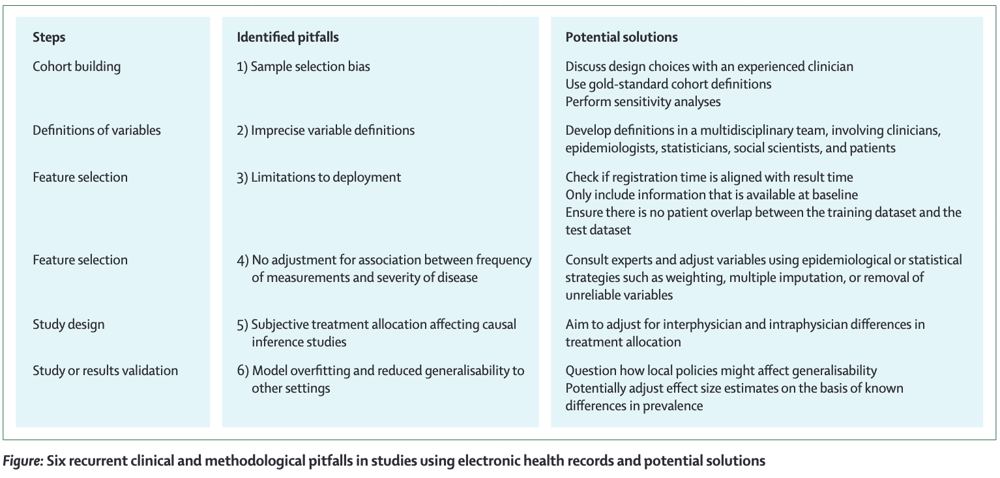 Steps
Identified pitfalls
Potential solutions
Cohort building
1) Sample selection bias
Discuss design choices with an experienced clinician
Use gold-standard cohort definitions
Perform sensitivity analyses
Definitions of variables
2) Imprecise variable definitions
Develop definitions in a multidisciplinary team, involving clinicians,
epidemiologists, statisticians, social scientists, and patients
Feature selection
3) Limitations to deployment
Check if registration time is aligned with result time
Only include information that is available at baseline
Ensure there is no patient overlap between the training dataset and the
test dataset
Feature selection
4) No adjustment for association between frequency
of measurements and severity of disease
Consult experts and adjust variables using epidemiological or statistical
strategies such as weighting, multiple imputation, or removal of
unreliable variables
Study design
5) Subjective treatment allocation affecting causal
inference studies
Aim to adjust for interphysician and intraphysician differences in
treatment allocation
Study or results validation
6) Model overfitting and reduced generalisability to
other settings
Question how local policies might affect generalisability
Potentially adjust effect size estimates on the basis of known
differences in prevalence
Figure: Six recurrent clinical and methodological pitfalls in studies using electronic health records and potential solutions